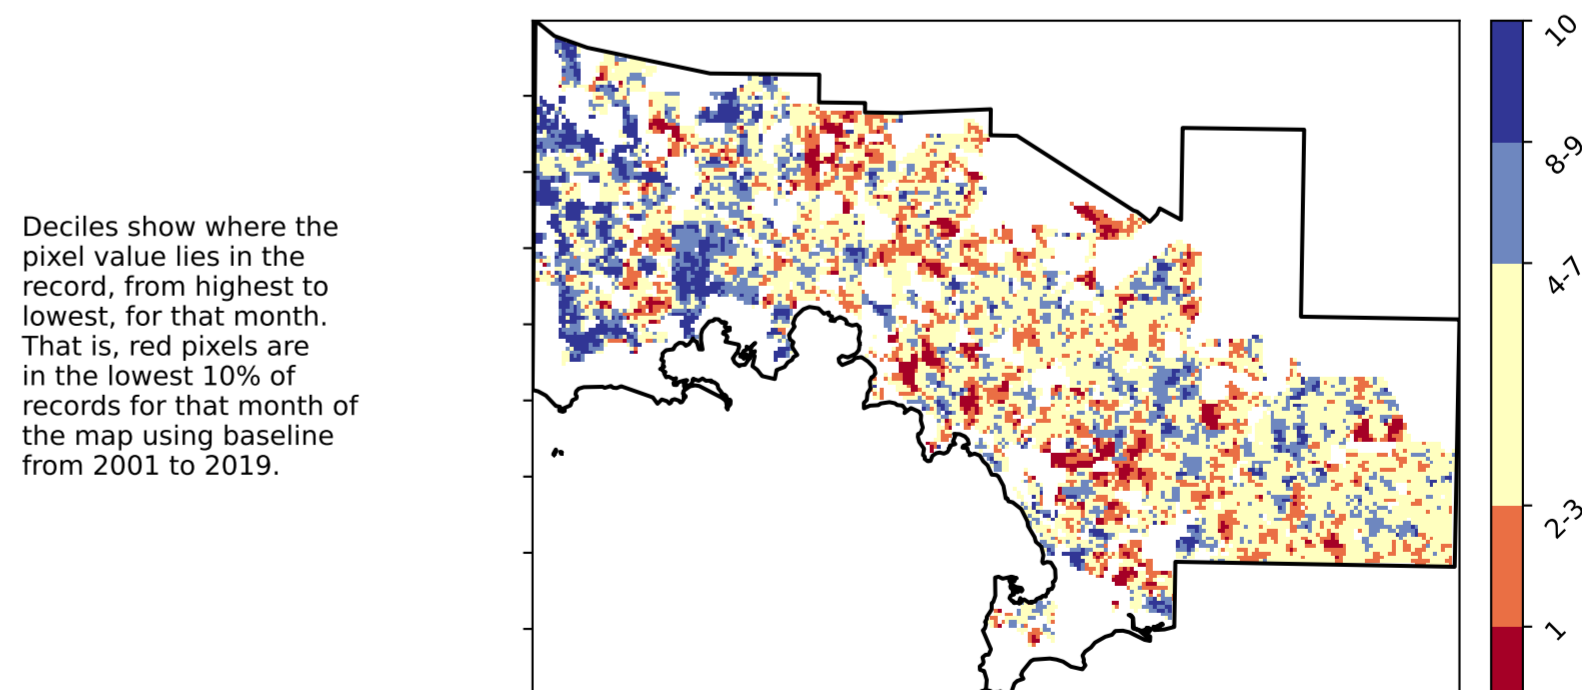 Deciles show where the
pixel value lies in the
record, from highest to
lowest, for that month.
That is, red pixels are
in the lowest 10% of
records for that month of
the map using baseline
from 2001 to 2019.
10
8-9
4-7
2-3
1